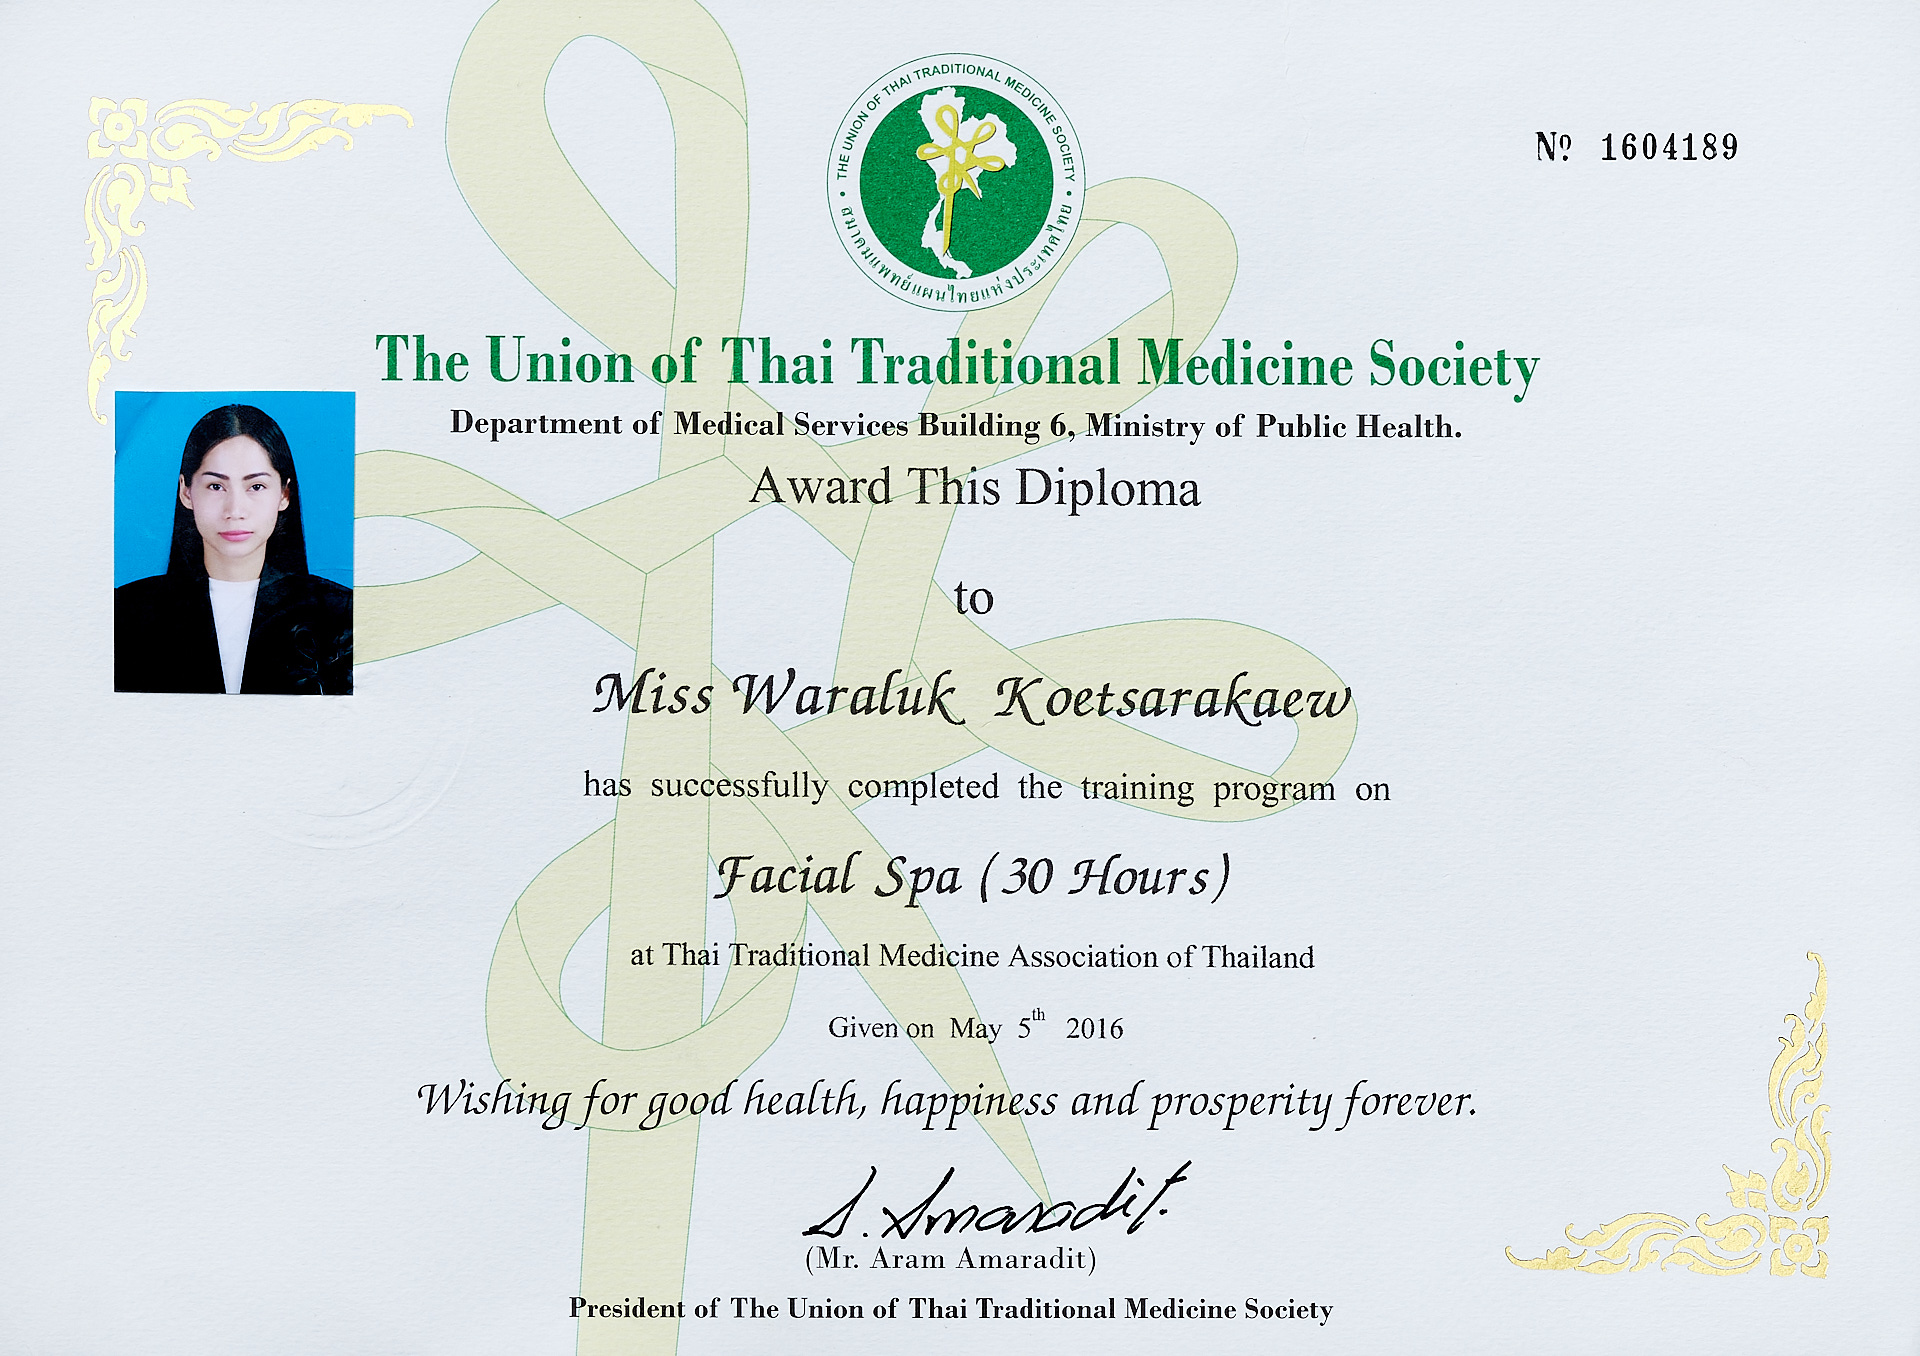 • THE UNION OF THAI TRADITIONAL MEDICINE SOCIETY •
สมาคมแพทย์แผนไทยแห่งประเทศไทย
Nº 1604189
The Union of Thai Traditional Medicine Society
Department of Medical Services Building 6, Ministry of Public Health.
Award This Diploma
to
Miss Waraluk Koetsarakaew
has successfully completed the training program on
Facial Spa (30 Hours)
at Thai Traditional Medicine Association of Thailand
Given on May 5th 2016
Wishing for good health, happiness and prosperity forever.
A. Amaradit.
(Mr. Aram Amaradit)
President of The Union of Thai Traditional Medicine Society